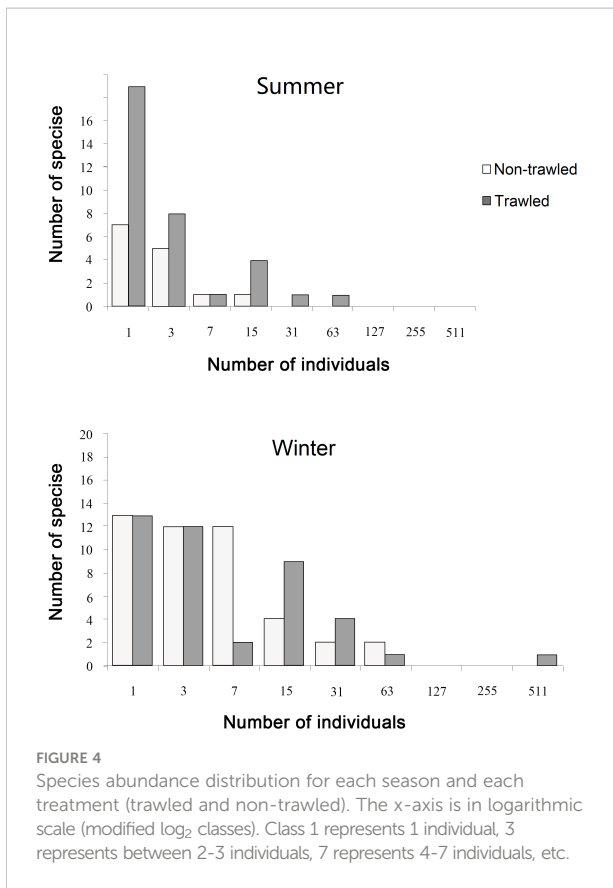 Summer
Number of specise
16
14
12
10
8
6
4
2
0
1 3 7 15 31 63 127 255 511
Number of individuals
Non-trawled
Trawled
Winter
Number of specise
20
18
16
14
12
10
8
6
4
2
0
1 3 7 15 31 63 127 255 511
Number of individuals
FIGURE 4
Species abundance distribution for each season and each
treatment (trawled and non-trawled). The x-axis is in logarithmic
scale (modified log₂ classes). Class 1 represents 1 individual, 3
represents between 2-3 individuals, 7 represents 4-7 individuals, etc.